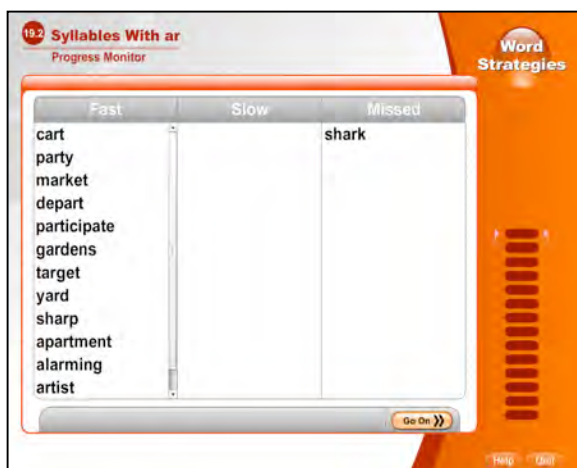 19.2 Syllables With ar
Progress Monitor
Word
Strategies
Fast Slow Missed
cart shark
party
market
depart
participate
gardens
target
yard
sharp
apartment
alarming
artist
Go On
Help Quit